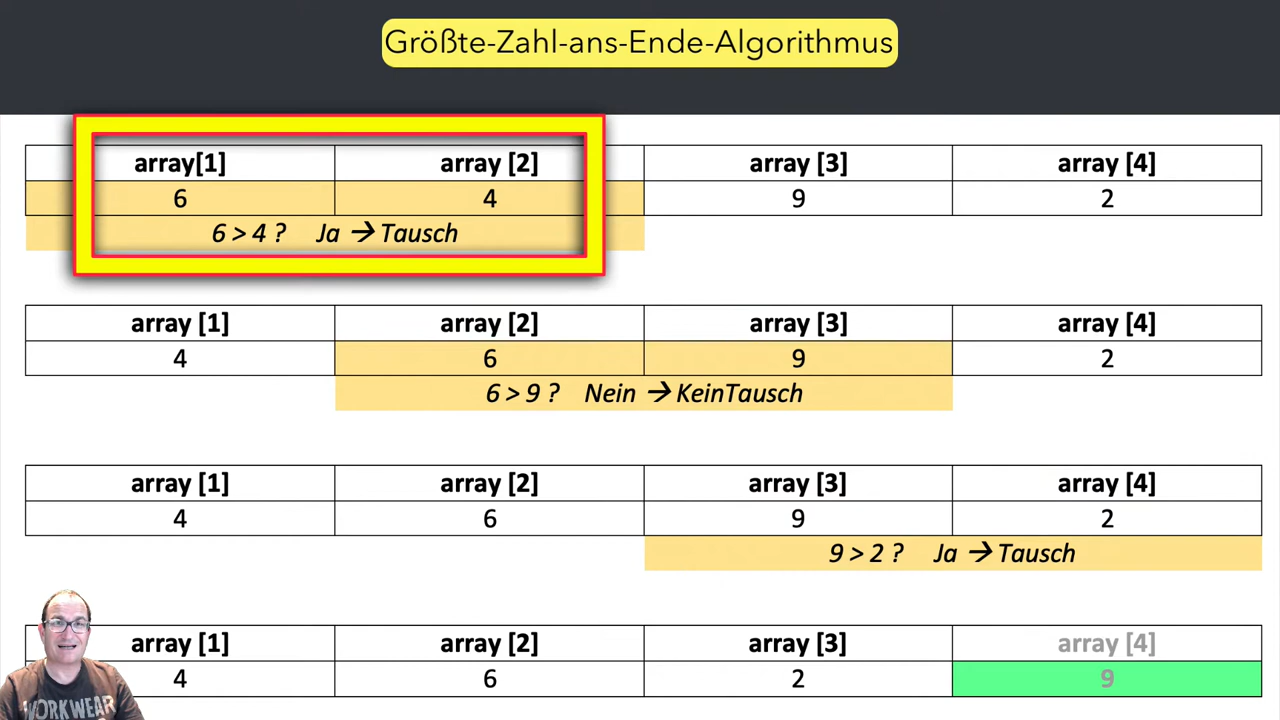 Größte-Zahl-ans-Ende-Algorithmus
array[1] array [2] array [3] array [4]
6 4 9 2
6 > 4 ? Ja → Tausch
array [1] array [2] array [3] array [4]
4 6 9 2
6 > 9 ? Nein → KeinTausch
array [1] array [2] array [3] array [4]
4 6 9 2
9 > 2 ? Ja → Tausch
array [1] array [2] array [3] array [4]
4 6 2 9
WORKWEAR